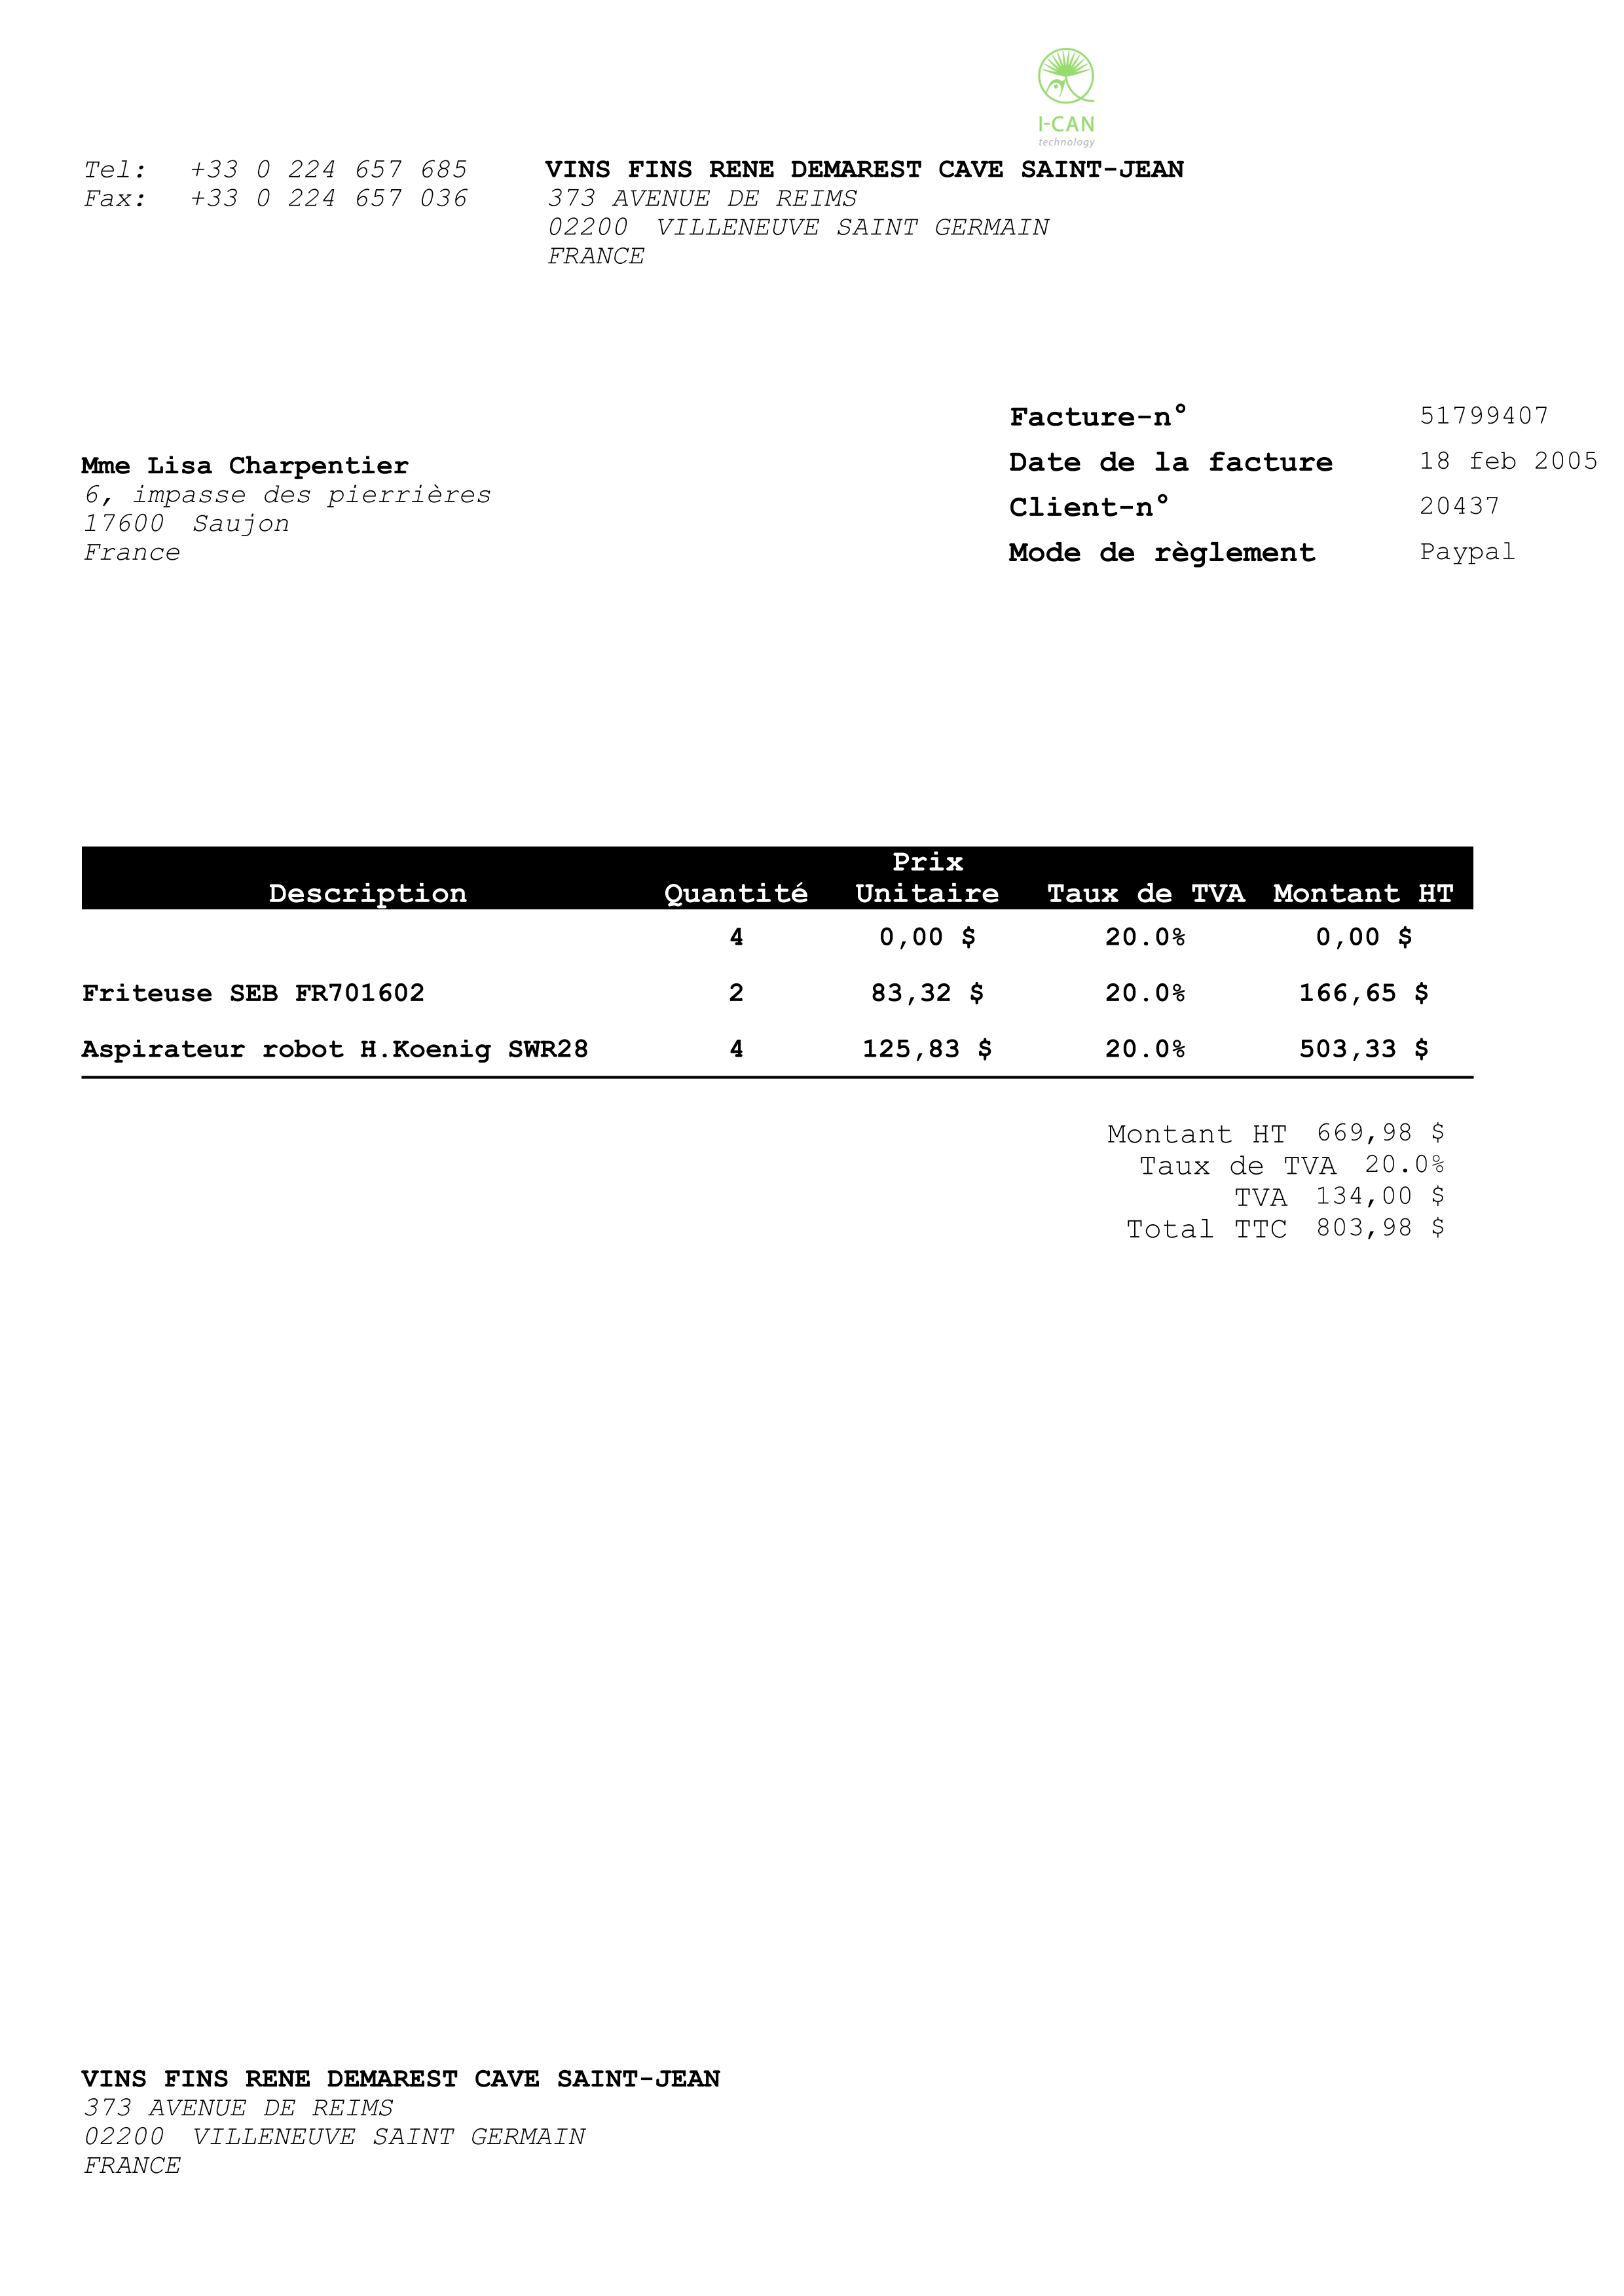 I-CAN
technology
Tel: +33 0 224 657 685
Fax: +33 0 224 657 036
VINS FINS RENE DEMAREST CAVE SAINT-JEAN
373 AVENUE DE REIMS
02200 VILLENEUVE SAINT GERMAIN
FRANCE
Mme Lisa Charpentier
6, impasse des pierrières
17600 Saujon
France
Facture-n° 51799407
Date de la facture 18 feb 2005
Client-n° 20437
Mode de règlement Paypal
Description Quantité Prix Unitaire Taux de TVA Montant HT
4 0,00 $ 20.0% 0,00 $
Friteuse SEB FR701602 2 83,32 $ 20.0% 166,65 $
Aspirateur robot H.Koenig SWR28 4 125,83 $ 20.0% 503,33 $
Montant HT 669,98 $
Taux de TVA 20.0%
TVA 134,00 $
Total TTC 803,98 $
VINS FINS RENE DEMAREST CAVE SAINT-JEAN
373 AVENUE DE REIMS
02200 VILLENEUVE SAINT GERMAIN
FRANCE